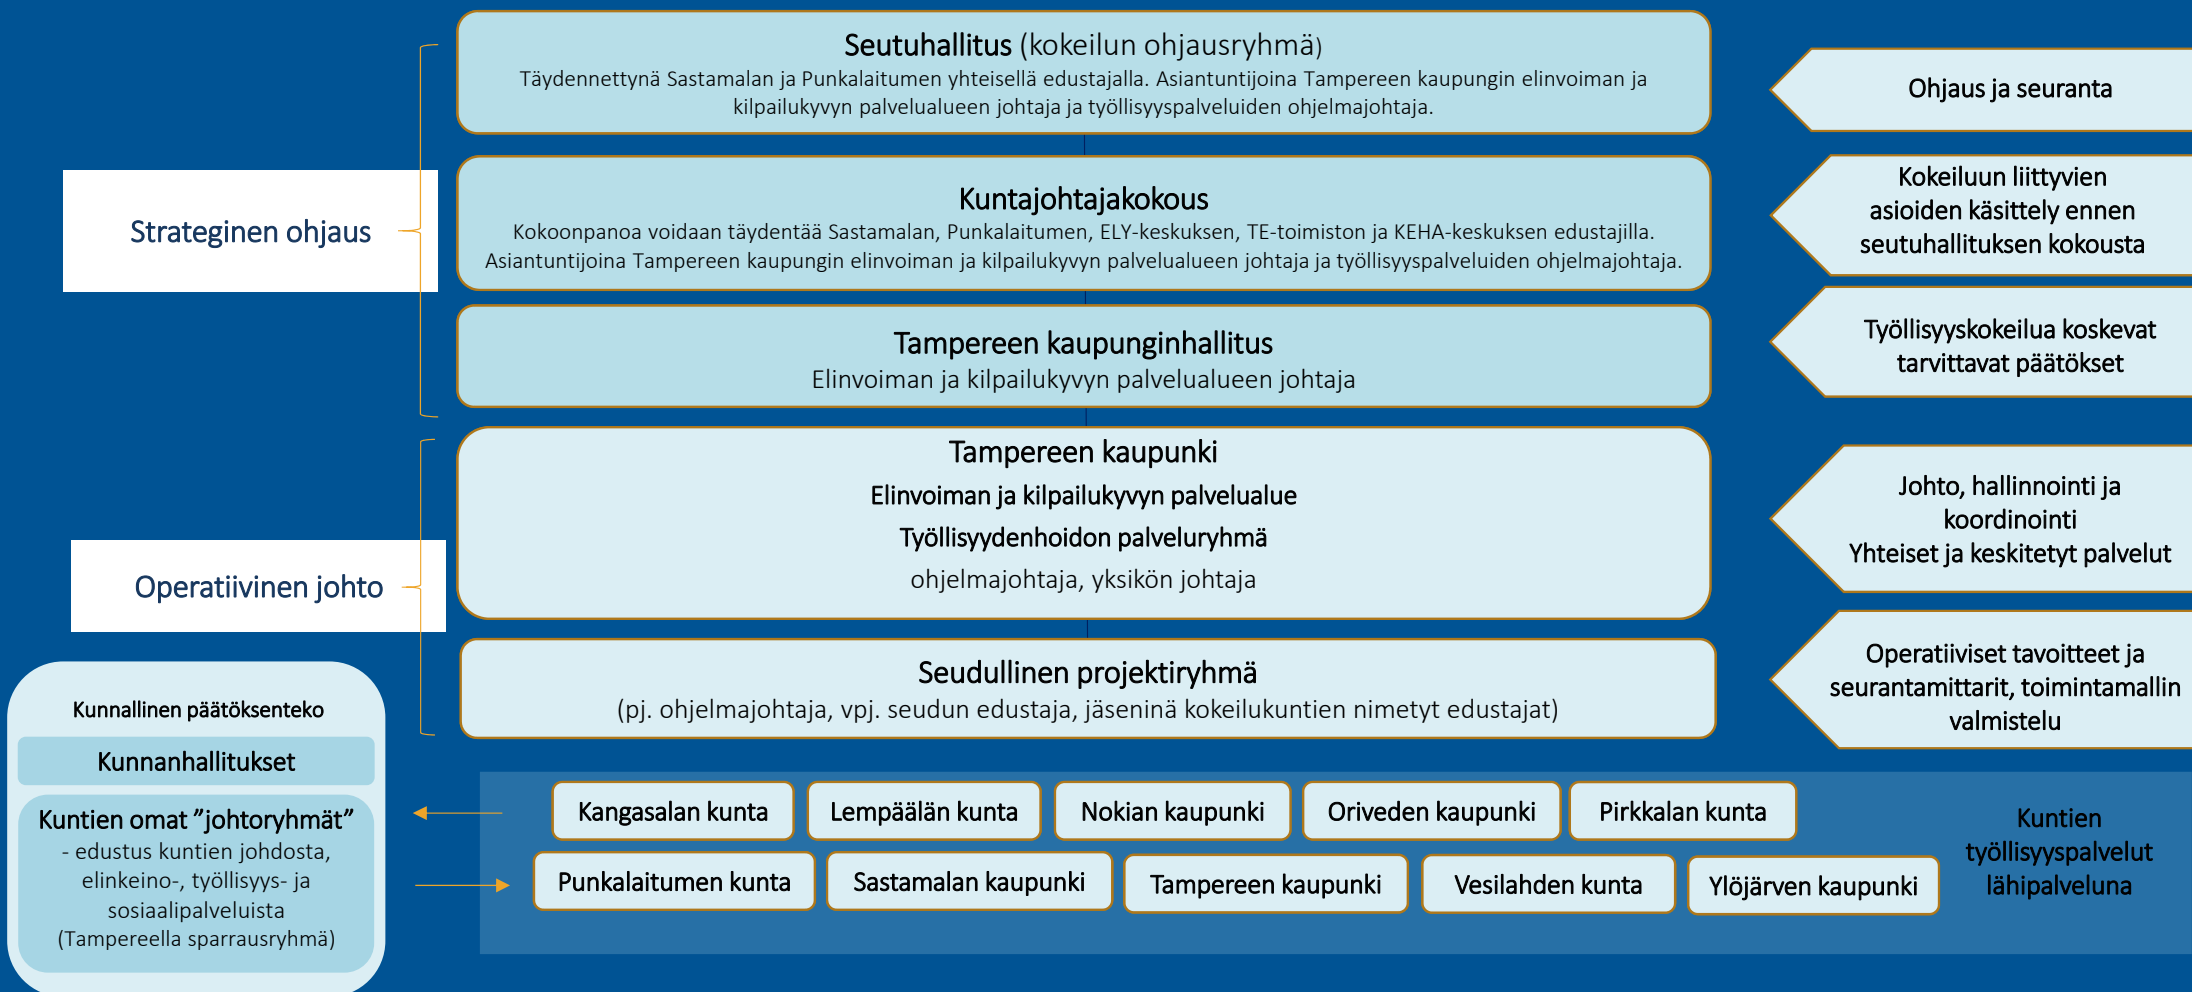 Seutuhallitus (kokeilun ohjausryhmä)
Täydennettynä Sastamalan ja Punkalaitumen yhteisellä edustajalla. Asiantuntijoina Tampereen kaupungin elinvoiman ja
kilpailukyvyn palvelualueen johtaja ja työllisyyspalveluiden ohjelmajohtaja.
Ohjaus ja seuranta
Strateginen ohjaus
Kuntajohtajakokous
Kokoonpanoa voidaan täydentää Sastamalan, Punkalaitumen, ELY-keskuksen, TE-toimiston ja KEHA-keskuksen edustajilla.
Asiantuntijoina Tampereen kaupungin elinvoiman ja kilpailukyvyn palvelualueen johtaja ja työllisyyspalveluiden ohjelmajohtaja.
Kokeiluun liittyvien
asioiden käsittely ennen
seutuhallituksen kokousta
Tampereen kaupunginhallitus
Elinvoiman ja kilpailukyvyn palvelualueen johtaja
Työllisyyskokeilua koskevat
tarvittavat päätökset
Operatiivinen johto
Tampereen kaupunki
Elinvoiman ja kilpailukyvyn palvelualue
Työllisyydenhoidon palveluryhmä
ohjelmajohtaja, yksikön johtaja
Johto, hallinnointi ja
koordinointi
Yhteiset ja keskitetyt palvelut
Seudullinen projektiryhmä
(pj. ohjelmajohtaja, vpj. seudun edustaja, jäseninä kokeilukuntien nimetyt edustajat)
Operatiiviset tavoitteet ja
seurantamittarit, toimintamallin
valmistelu
Kunnallinen päätöksenteko
Kunnanhallitukset
Kuntien omat ”johtoryhmät”
- edustus kuntien johdosta,
elinkeino-, työllisyys- ja
sosiaalipalveluista
(Tampereella sparrausryhmä)
Kangasalan kunta
Lempäälän kunta
Nokian kaupunki
Oriveden kaupunki
Pirkkalan kunta
Punkalaitumen kunta
Sastamalan kaupunki
Tampereen kaupunki
Vesilahden kunta
Ylöjärven kaupunki
Kuntien
työllisyyspalvelut
lähipalveluna